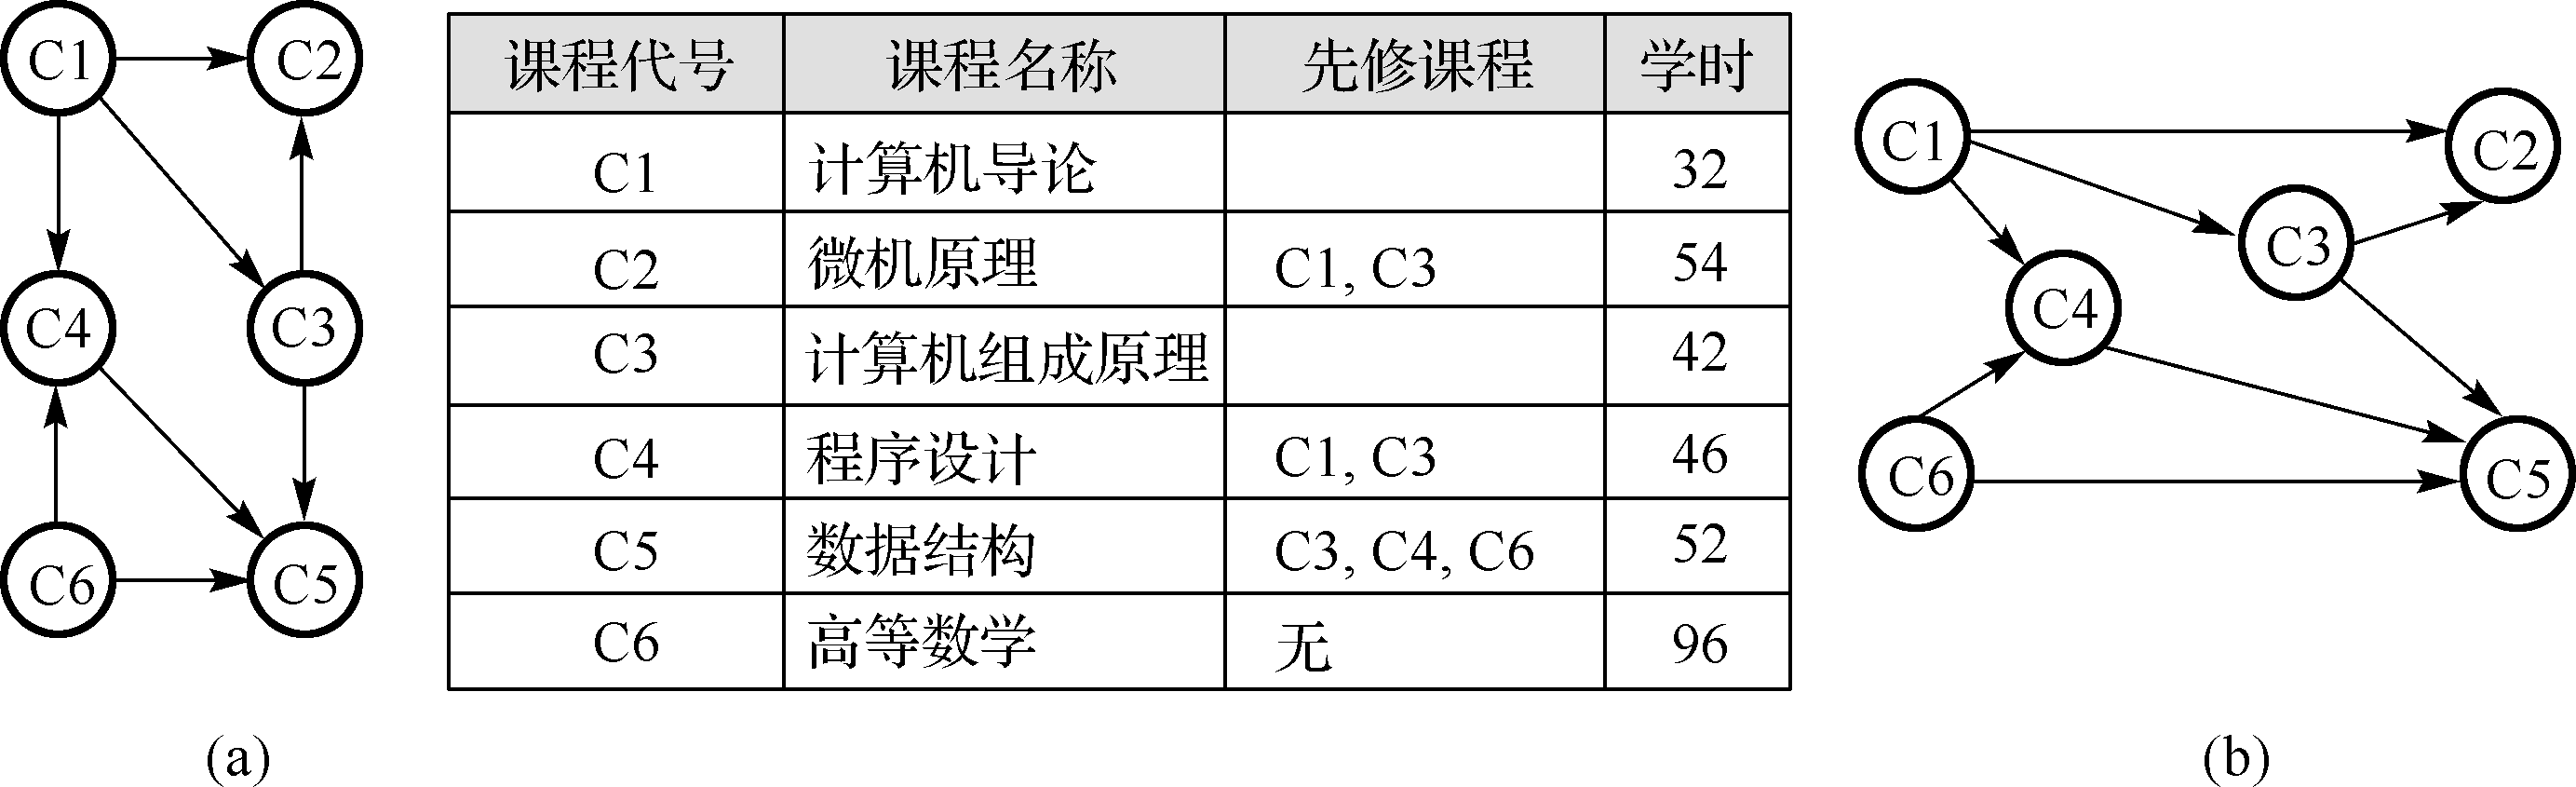 C1 C2
C4 C3
C6 C5
(a)
课程代号 课程名称 先修课程 学时
C1 计算机导论 32
C2 微机原理 C1, C3 54
C3 计算机组成原理 42
C4 程序设计 C1, C3 46
C5 数据结构 C3, C4, C6 52
C6 高等数学 无 96
C1 C2
C3
C4
C6 C5
(b)